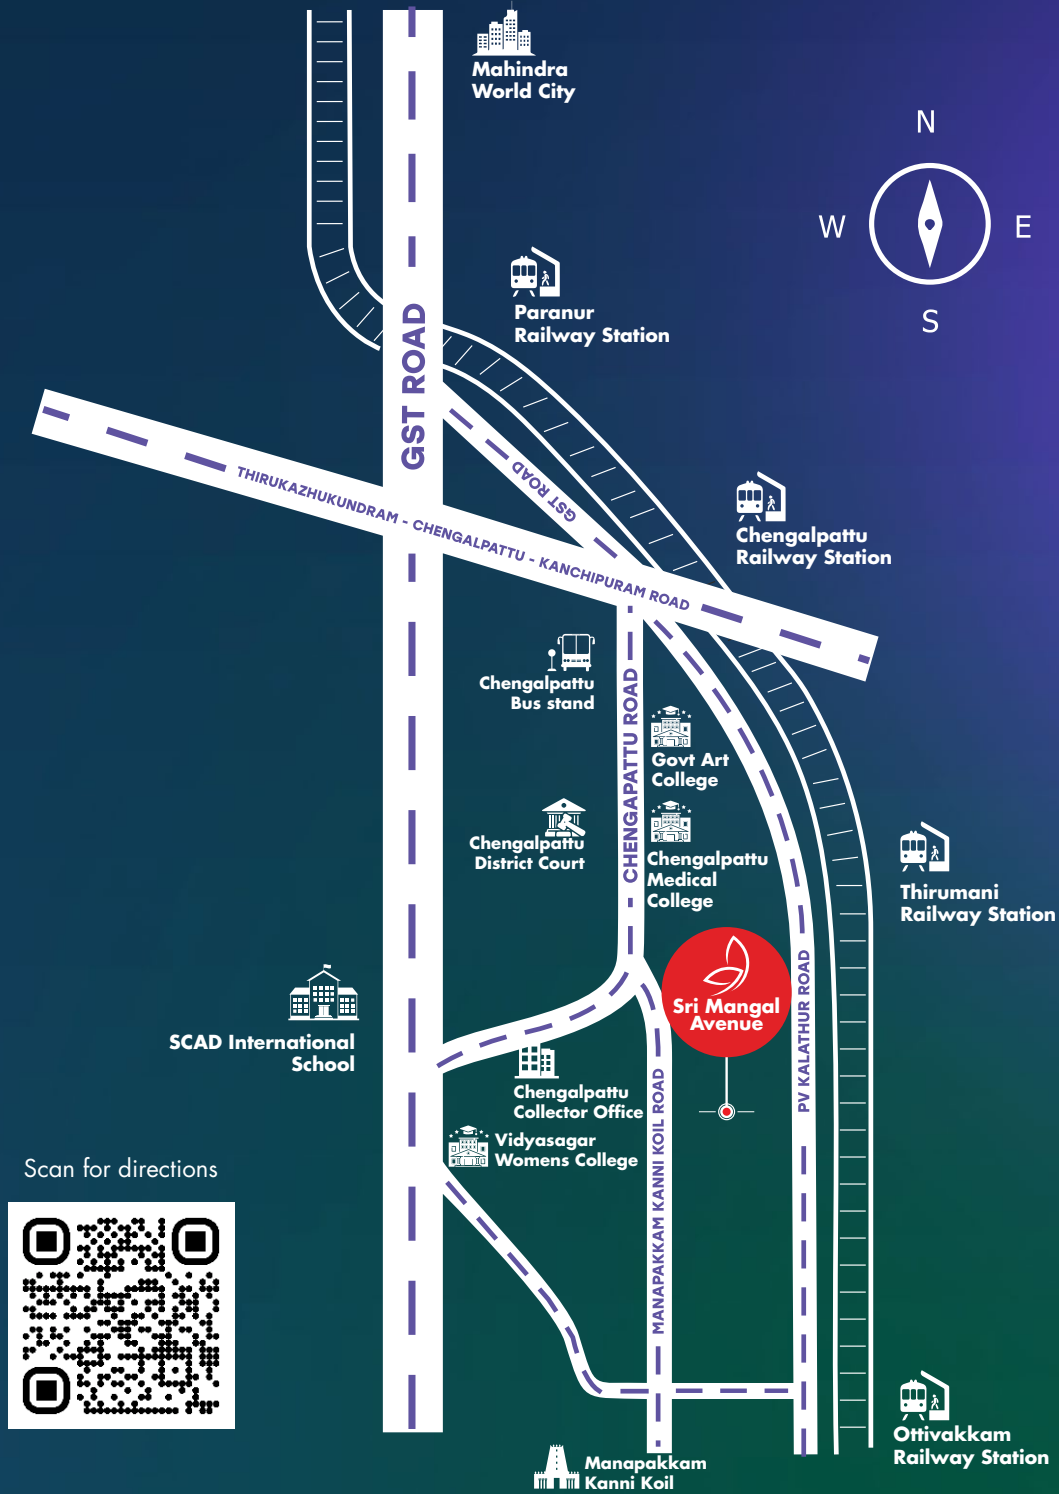 Mahindra
World City
N
W
E
S
Paranur
Railway Station
GST ROAD
GST ROAD
THIRUKAZHUKUNDRAM - CHENGALPATTU - KANCHIPURAM ROAD
Chengalpattu
Railway Station
Chengalpattu
Bus stand
CHENGAPATTU ROAD
Govt Art
College
Chengalpattu
District Court
Chengalpattu
Medical
College
Thirumani
Railway Station
Sri Mangal
Avenue
PV KALATHUR ROAD
SCAD International
School
Chengalpattu
Collector Office
Vidyasagar
Womens College
MANAPAKKAM KANNI KOIL ROAD
Scan for directions
Ottivakkam
Railway Station
Manapakkam
Kanni Koil